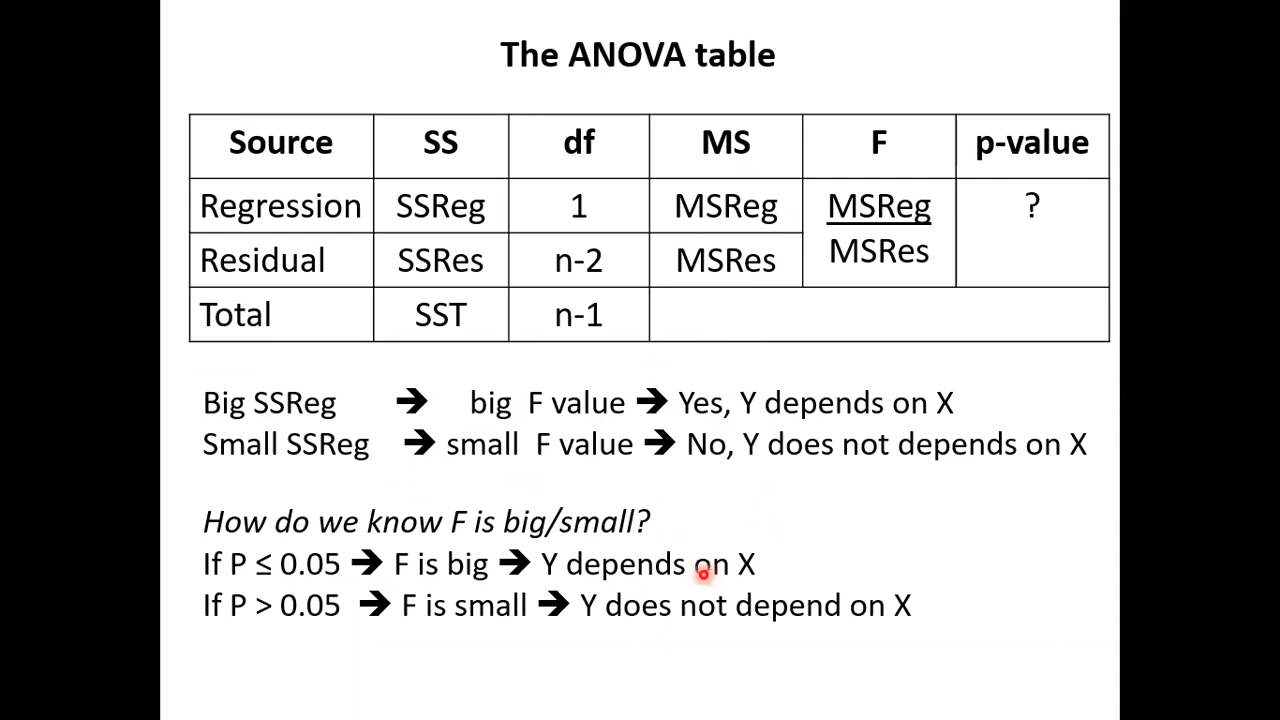 The ANOVA table
Source SS df MS F p-value
Regression SSReg 1 MSReg MSReg ?
Residual SSRes n-2 MSRes MSRes
Total SST n-1
Big SSReg ➔ big F value ➔ Yes, Y depends on X
Small SSReg ➔ small F value ➔ No, Y does not depends on X
How do we know F is big/small?
If P ≤ 0.05 ➔ F is big ➔ Y depends on X
If P > 0.05 ➔ F is small ➔ Y does not depend on X